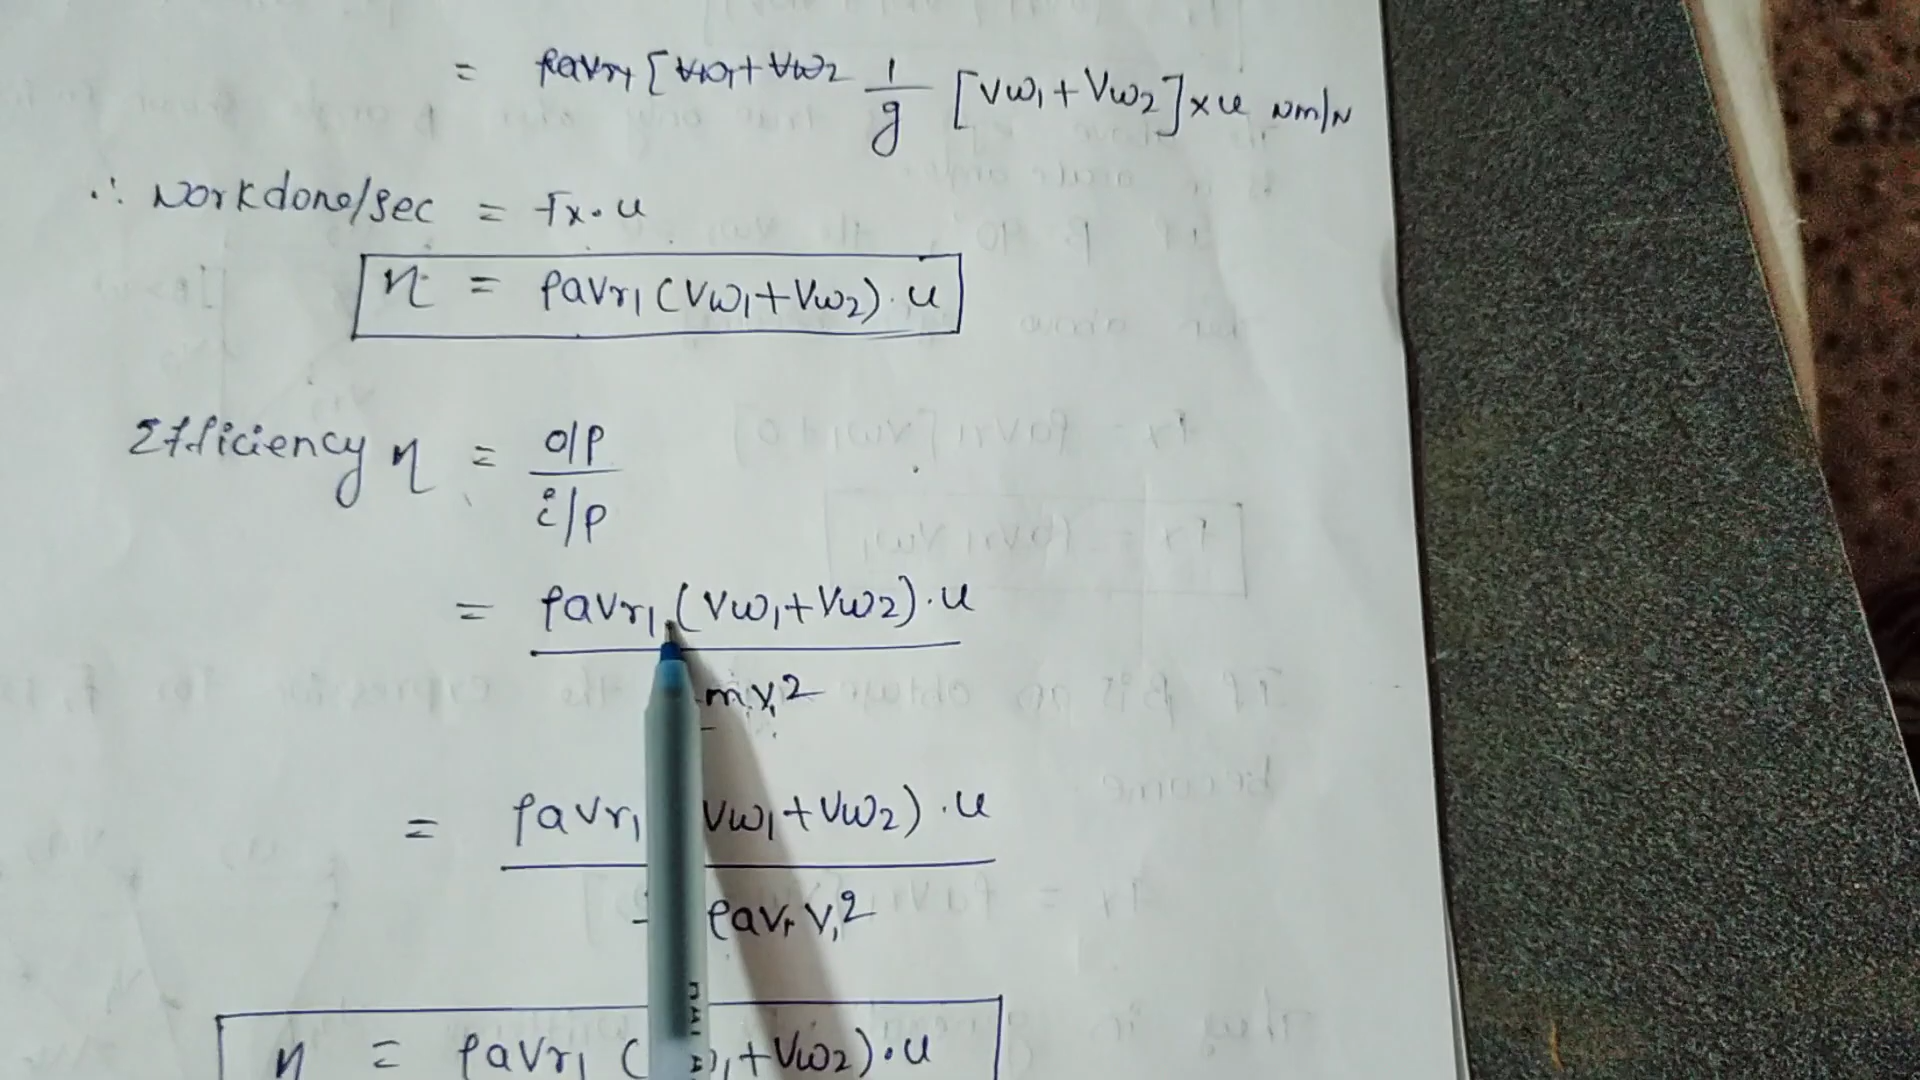 = ρavr1 [Vw1+Vw2 1/g [Vw1+Vw2]×u Nm/N
∴ Workdone/sec = Fx·u
η = ρavr1(Vw1+Vw2)·u
Efficiency η = o/p
i/p
= ρavr1(Vw1+Vw2)·u
mv1²
= ρavr1 Vw1+Vw2)·u
ρavr v1²
η = ρavr1 ( 1+Vw2)·u